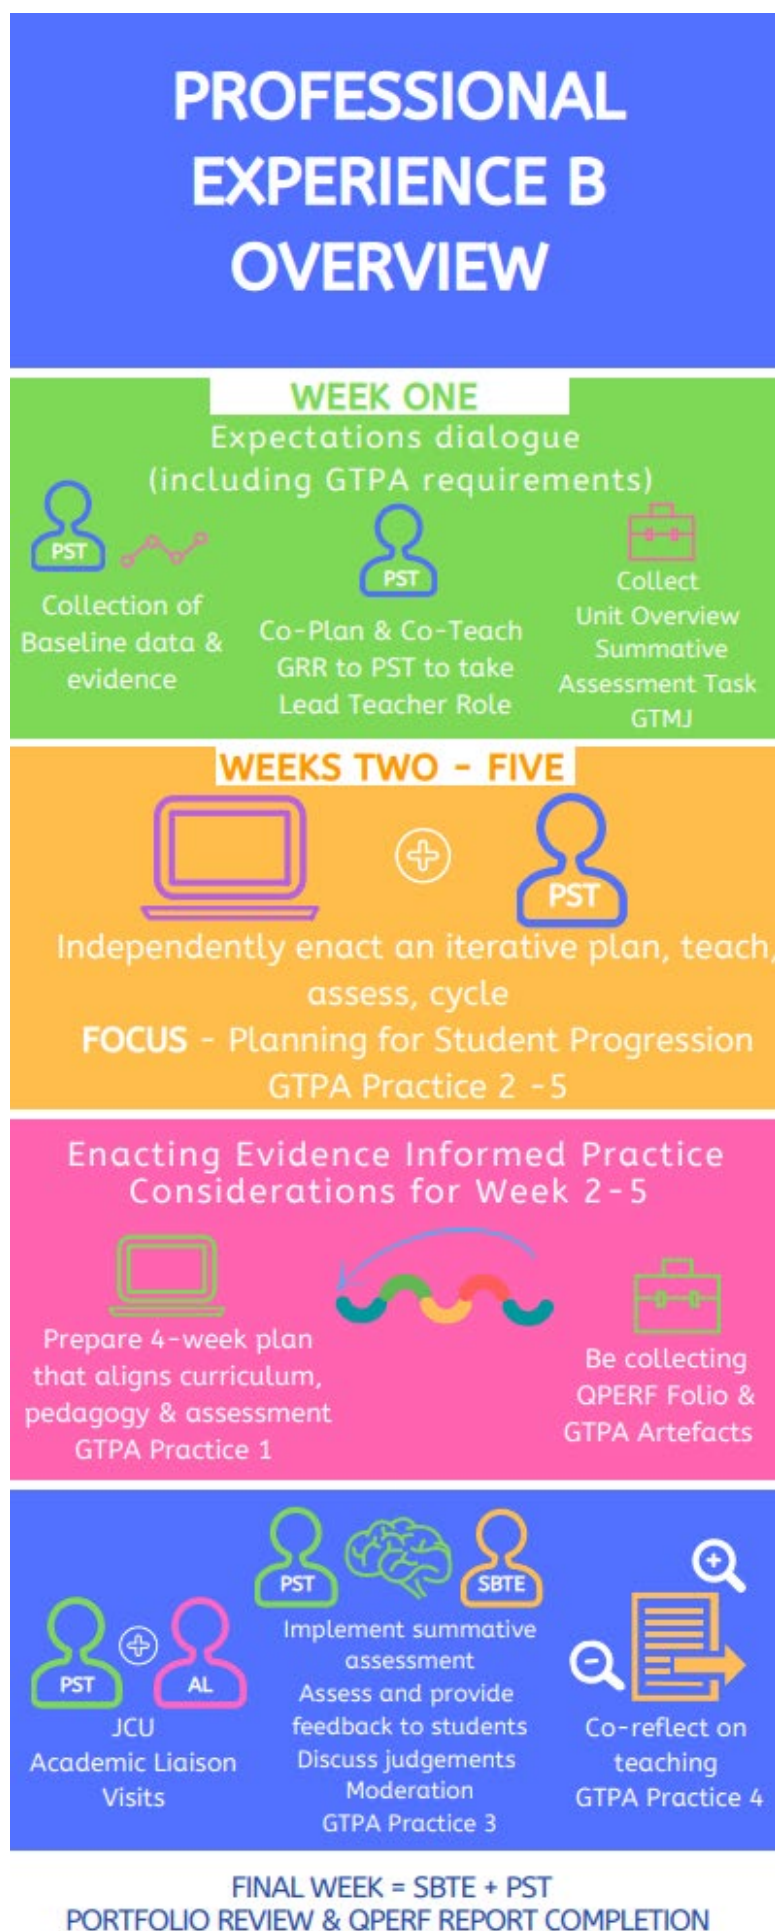 PROFESSIONAL
EXPERIENCE B
OVERVIEW
WEEK ONE
Expectations dialogue
(including GTPA requirements)
PST
Collection of
Baseline data &
evidence
PST
Co-Plan & Co-Teach
GRR to PST to take
Lead Teacher Role
Collect
Unit Overview
Summative
Assessment Task
GTMJ
WEEKS TWO - FIVE
PST
Independently enact an iterative plan, teach,
assess, cycle
FOCUS - Planning for Student Progression
GTPA Practice 2 -5
Enacting Evidence Informed Practice
Considerations for Week 2-5
Prepare 4-week plan
that aligns curriculum,
pedagogy & assessment
GTPA Practice 1
Be collecting
QPERF Folio &
GTPA Artefacts
PST
AL
JCU
Academic Liaison
Visits
PST
SBTE
Implement summative
assessment
Assess and provide
feedback to students
Discuss judgements
Moderation
GTPA Practice 3
Co-reflect on
teaching
GTPA Practice 4
FINAL WEEK = SBTE + PST
PORTFOLIO REVIEW & QPERF REPORT COMPLETION